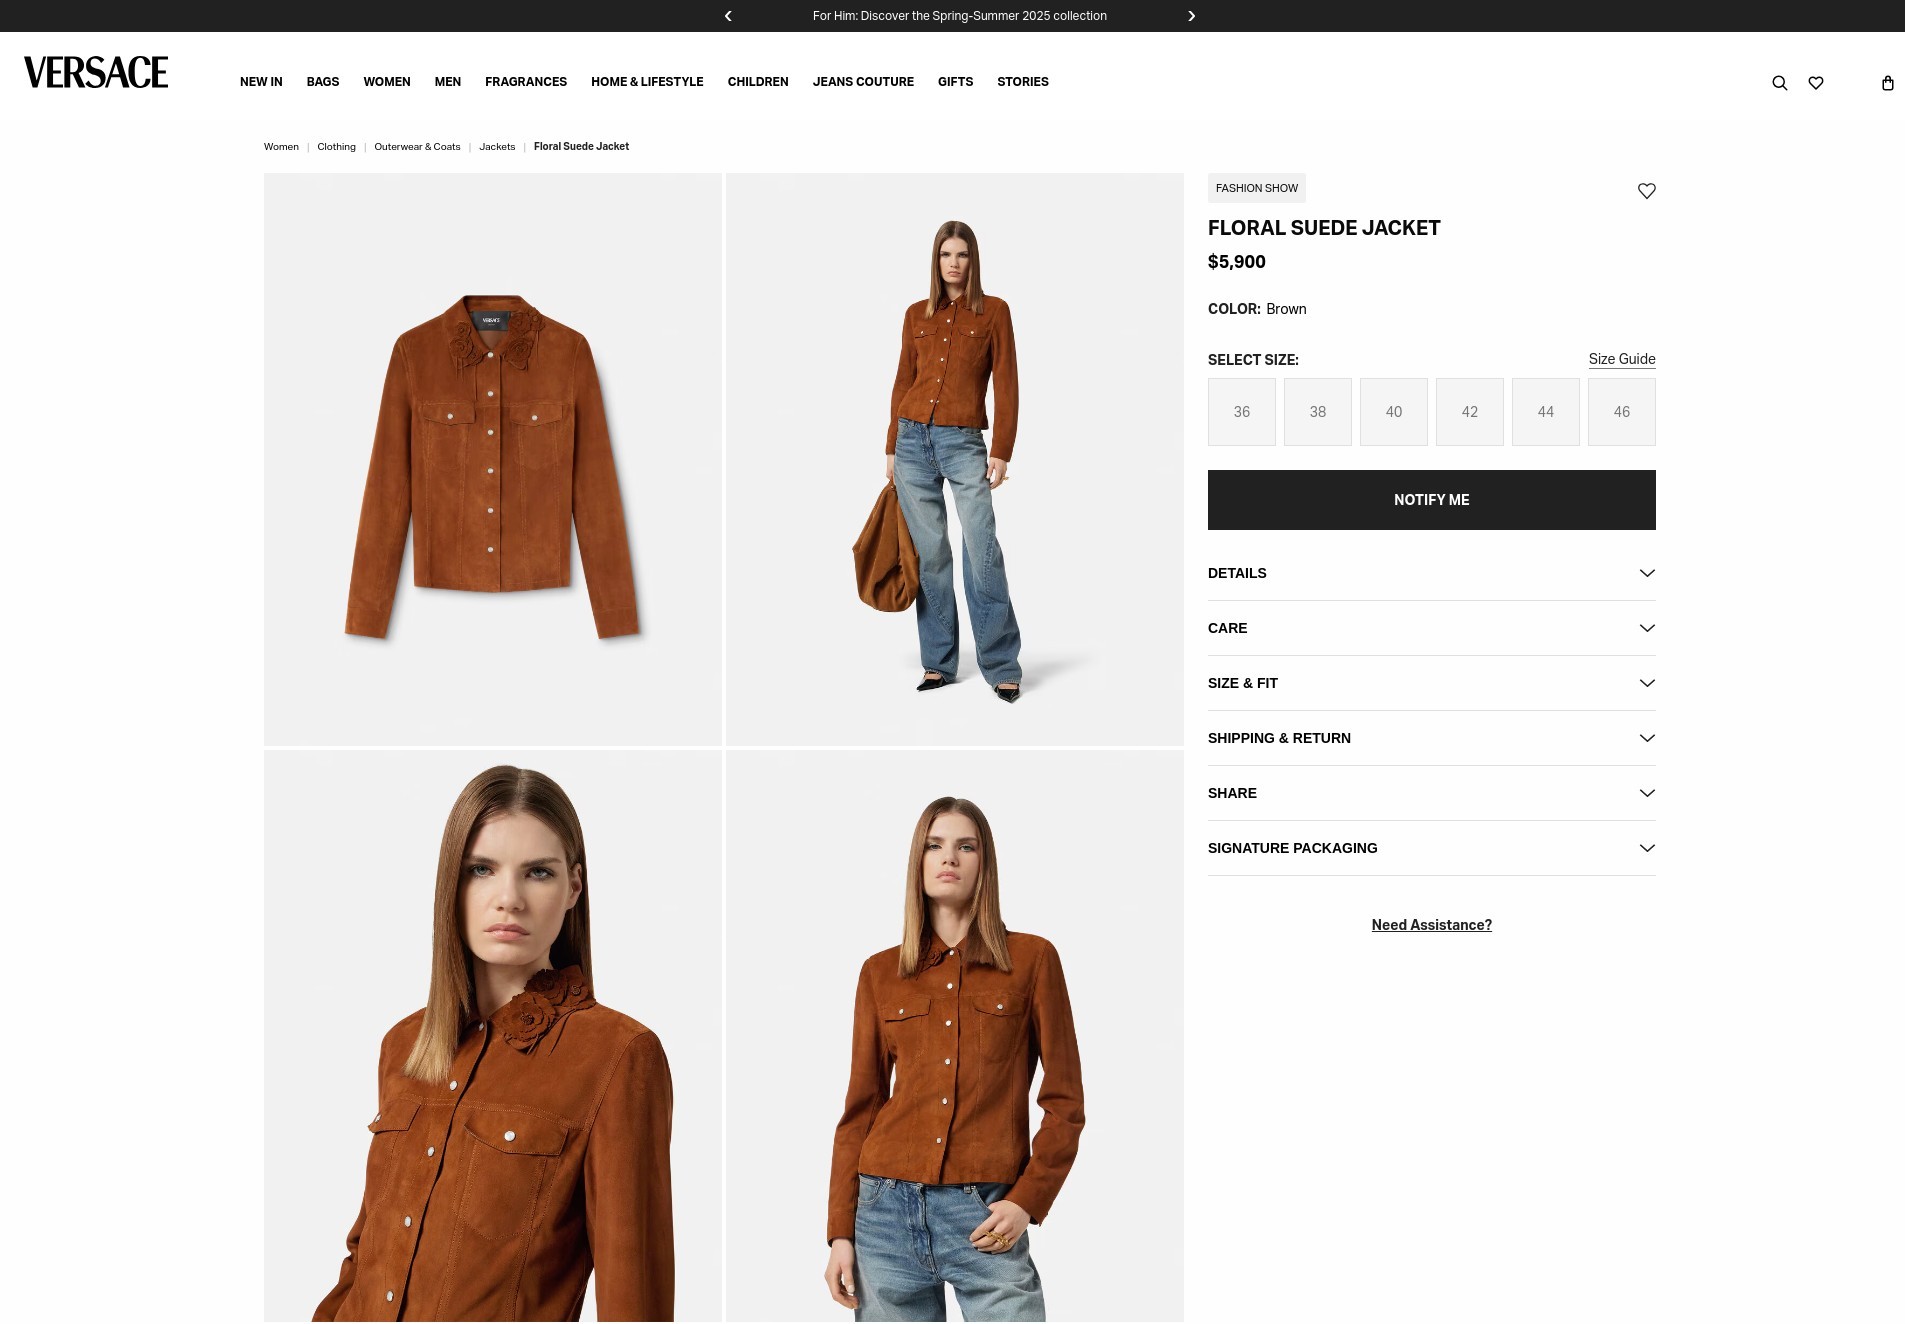 For Him: Discover the Spring-Summer 2025 collection
VERSACE
NEW IN BAGS WOMEN MEN FRAGRANCES HOME & LIFESTYLE CHILDREN JEANS COUTURE GIFTS STORIES
Women | Clothing | Outerwear & Coats | Jackets | Floral Suede Jacket
VERSACE
FASHION SHOW
FLORAL SUEDE JACKET
$5,900
COLOR: Brown
SELECT SIZE: Size Guide
36 38 40 42 44 46
NOTIFY ME
DETAILS
CARE
SIZE & FIT
SHIPPING & RETURN
SHARE
SIGNATURE PACKAGING
Need Assistance?